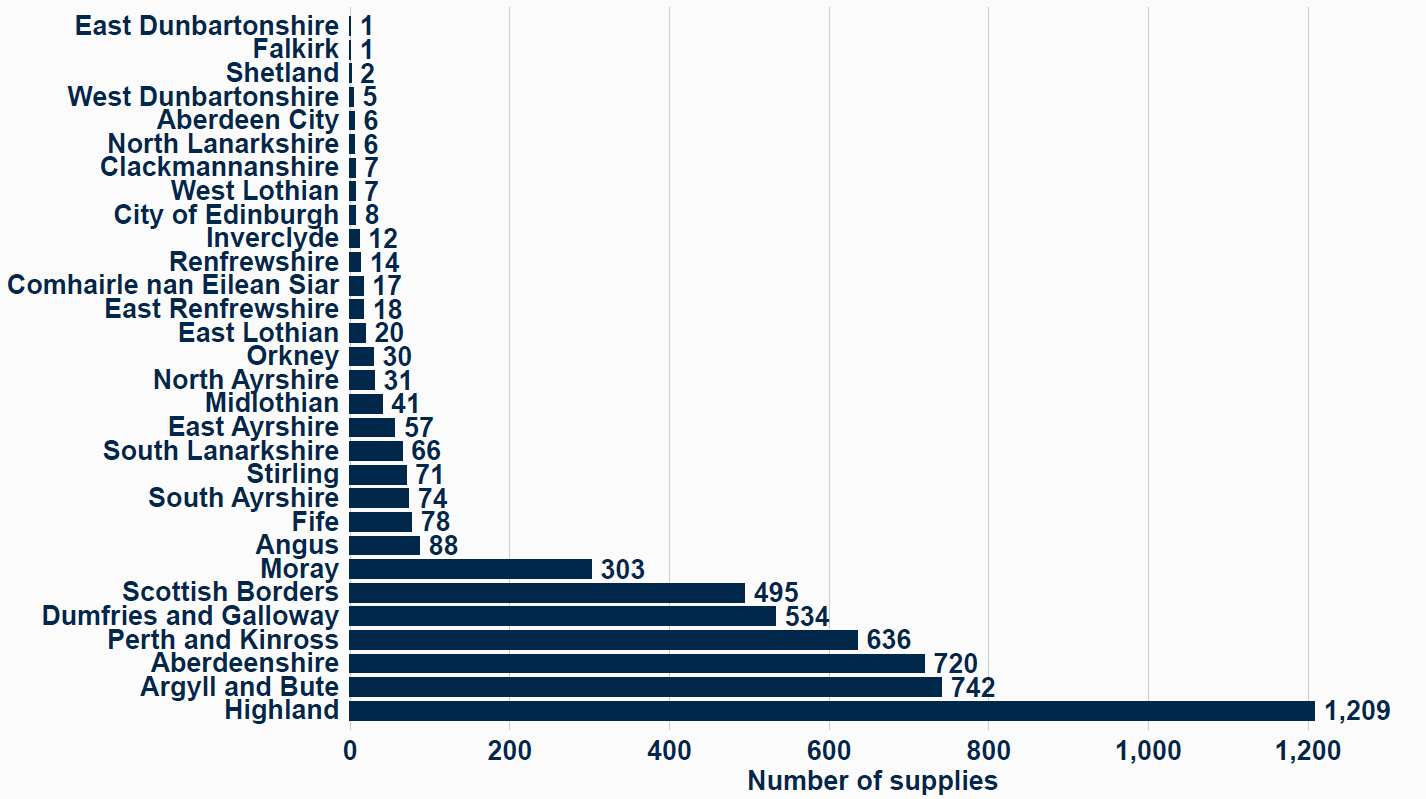 East Dunbartonshire 1
Falkirk 1
Shetland 2
West Dunbartonshire 5
Aberdeen City 6
North Lanarkshire 6
Clackmannanshire 7
West Lothian 7
City of Edinburgh 8
Inverclyde 12
Renfrewshire 14
Comhairle nan Eilean Siar 17
East Renfrewshire 18
East Lothian 20
Orkney 30
North Ayrshire 31
Midlothian 41
East Ayrshire 57
South Lanarkshire 66
Stirling 71
South Ayrshire 74
Fife 78
Angus 88
Moray 303
Scottish Borders 495
Dumfries and Galloway 534
Perth and Kinross 636
Aberdeenshire 720
Argyll and Bute 742
Highland 1,209
0 200 400 600 800 1,000 1,200
Number of supplies